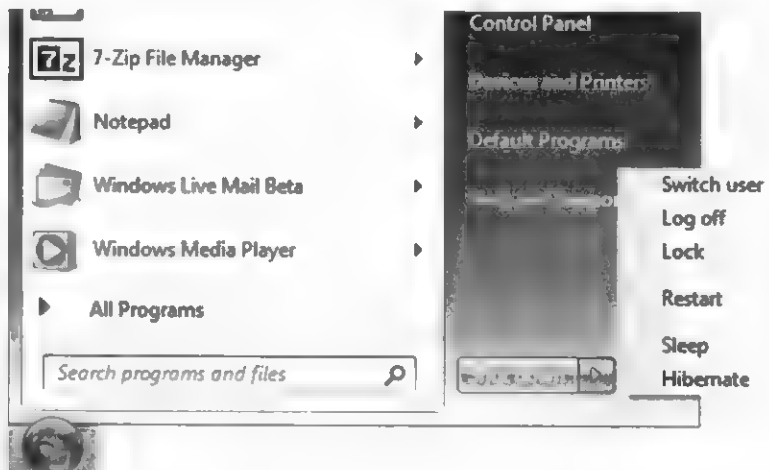 7-Zip File Manager
Notepad
Windows Live Mail Beta
Windows Media Player
All Programs
Search programs and files
Control Panel
Devices and Printers
Default Programs
Switch user
Log off
Lock
Restart
Sleep
Hibernate